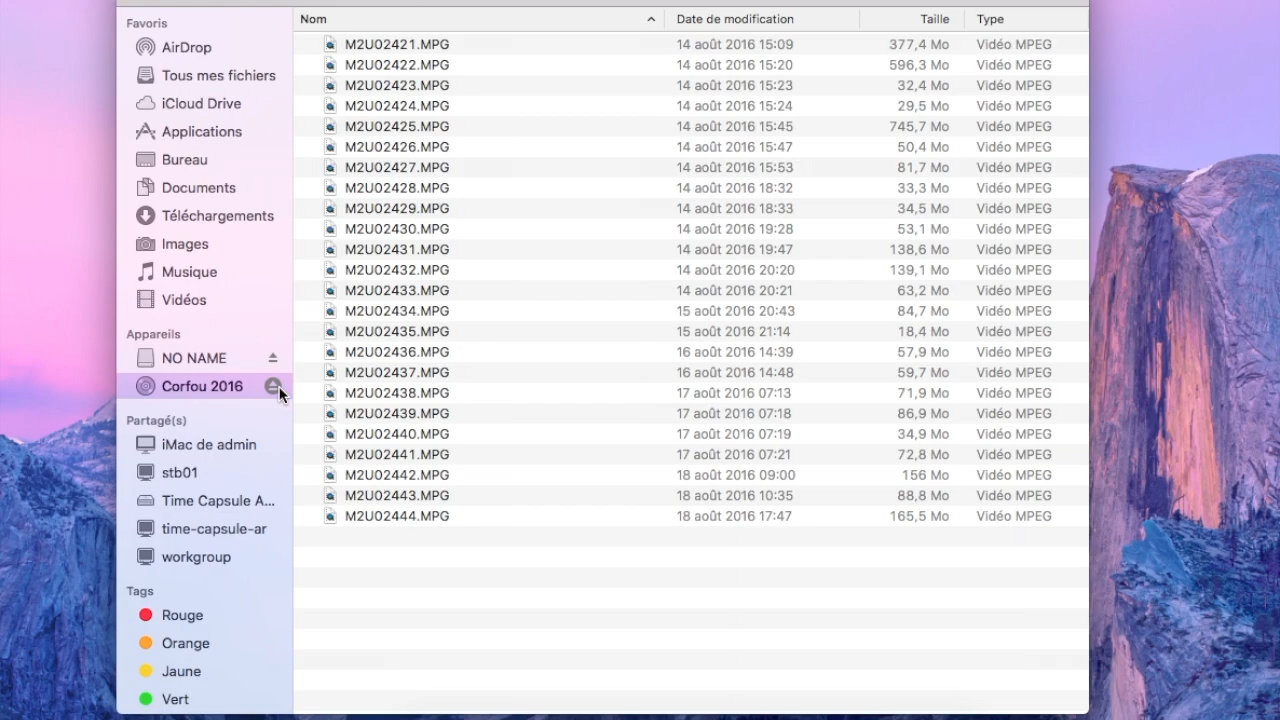 Favoris
AirDrop
Tous mes fichiers
iCloud Drive
Applications
Bureau
Documents
Téléchargements
Images
Musique
Vidéos
Appareils
NO NAME
Corfou 2016
Partagé(s)
iMac de admin
stb01
Time Capsule A...
time-capsule-ar
workgroup
Tags
Rouge
Orange
Jaune
Vert
Nom Date de modification Taille Type
M2U02421.MPG 14 août 2016 15:09 377,4 Mo Vidéo MPEG
M2U02422.MPG 14 août 2016 15:20 596,3 Mo Vidéo MPEG
M2U02423.MPG 14 août 2016 15:23 32,4 Mo Vidéo MPEG
M2U02424.MPG 14 août 2016 15:24 29,5 Mo Vidéo MPEG
M2U02425.MPG 14 août 2016 15:45 745,7 Mo Vidéo MPEG
M2U02426.MPG 14 août 2016 15:47 50,4 Mo Vidéo MPEG
M2U02427.MPG 14 août 2016 15:53 81,7 Mo Vidéo MPEG
M2U02428.MPG 14 août 2016 18:32 33,3 Mo Vidéo MPEG
M2U02429.MPG 14 août 2016 18:33 34,5 Mo Vidéo MPEG
M2U02430.MPG 14 août 2016 19:28 53,1 Mo Vidéo MPEG
M2U02431.MPG 14 août 2016 19:47 138,6 Mo Vidéo MPEG
M2U02432.MPG 14 août 2016 20:20 139,1 Mo Vidéo MPEG
M2U02433.MPG 14 août 2016 20:21 63,2 Mo Vidéo MPEG
M2U02434.MPG 15 août 2016 20:43 84,7 Mo Vidéo MPEG
M2U02435.MPG 15 août 2016 21:14 18,4 Mo Vidéo MPEG
M2U02436.MPG 16 août 2016 14:39 57,9 Mo Vidéo MPEG
M2U02437.MPG 16 août 2016 14:48 59,7 Mo Vidéo MPEG
M2U02438.MPG 17 août 2016 07:13 71,9 Mo Vidéo MPEG
M2U02439.MPG 17 août 2016 07:18 86,9 Mo Vidéo MPEG
M2U02440.MPG 17 août 2016 07:19 34,9 Mo Vidéo MPEG
M2U02441.MPG 17 août 2016 07:21 72,8 Mo Vidéo MPEG
M2U02442.MPG 18 août 2016 09:00 156 Mo Vidéo MPEG
M2U02443.MPG 18 août 2016 10:35 88,8 Mo Vidéo MPEG
M2U02444.MPG 18 août 2016 17:47 165,5 Mo Vidéo MPEG